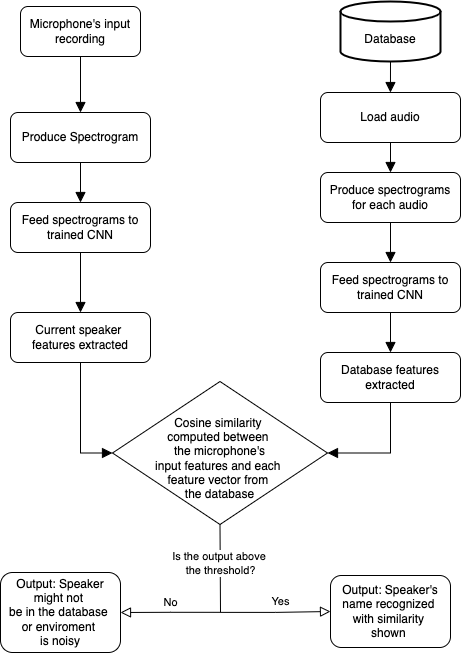 Microphone's input
recording
Database
Load audio
Produce Spectrogram
Produce spectrograms
for each audio
Feed spectrograms to
trained CNN
Feed spectrograms to
trained CNN
Current speaker
features extracted
Database features
extracted
Cosine similarity
computed between
the microphone's
input features and each
feature vector from
the database
Is the output above
the threshold?
No
Yes
Output: Speaker
might not
be in the database
or enviroment
is noisy
Output: Speaker's
name recognized
with similarity
shown